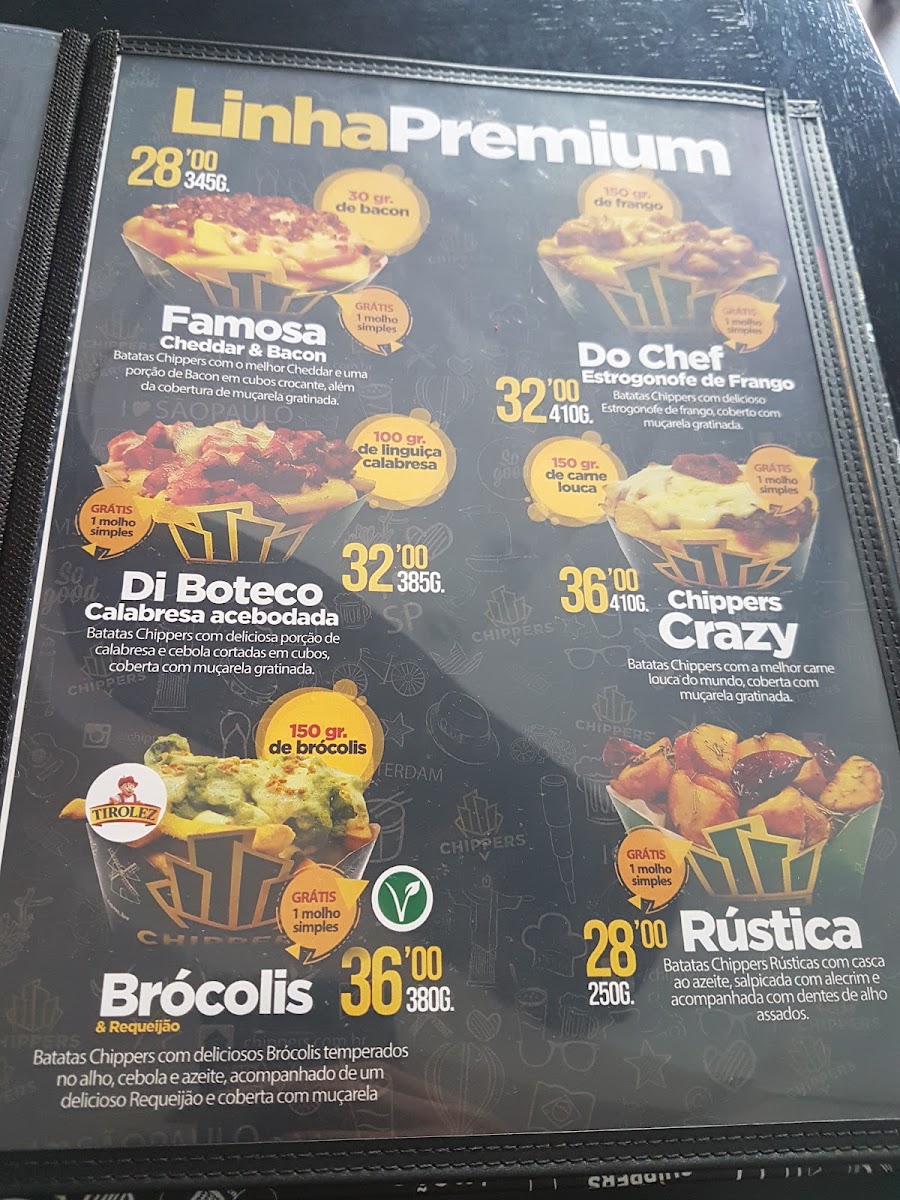 LinhaPremium
28'00
345G.
30 gr.
de bacon
GRÁTIS
1 molho
simples
Famosa
Cheddar & Bacon
Batatas Chippers com o melhor Cheddar e uma
porção de Bacon em cubos crocante, além
da cobertura de muçarela gratinada.
150 gr.
de frango
GRÁTIS
1 molho
simples
Do Chef
Estrogonofe de Frango
32'00
410G.
Batatas Chippers com delicioso
Estrogonofe de frango, coberto com
muçarela gratinada.
I SÃOPAULO
100 gr.
de linguiça
calabresa
GRÁTIS
1 molho
simples
32'00
385G.
Di Boteco
Calabresa acebodada
Batatas Chippers com deliciosa porção de
calabresa e cebola cortadas em cubos,
coberta com muçarela gratinada.
150 gr.
de carne
louca
GRÁTIS
1 molho
simples
36'00
410G.
Chippers
Crazy
Batatas Chippers com a melhor carne
louca do mundo, coberta com
muçarela gratinada.
So
good
SP
CHIPPERS
CHIPPERS
CHIPPERS
150 gr.
de brócolis
TIROLEZ
GRÁTIS
1 molho
simples
V
CHIPPERS
36'00
380G.
Brócolis
& Requeijão
Batatas Chippers com deliciosos Brócolis temperados
no alho, cebola e azeite, acompanhado de um
delicioso Requeijão e coberta com muçarela
GRÁTIS
1 molho
simples
28'00
250G.
Rústica
Batatas Chippers Rústicas com casca
ao azeite, salpicada com alecrim e
acompanhada com dentes de alho
assados.